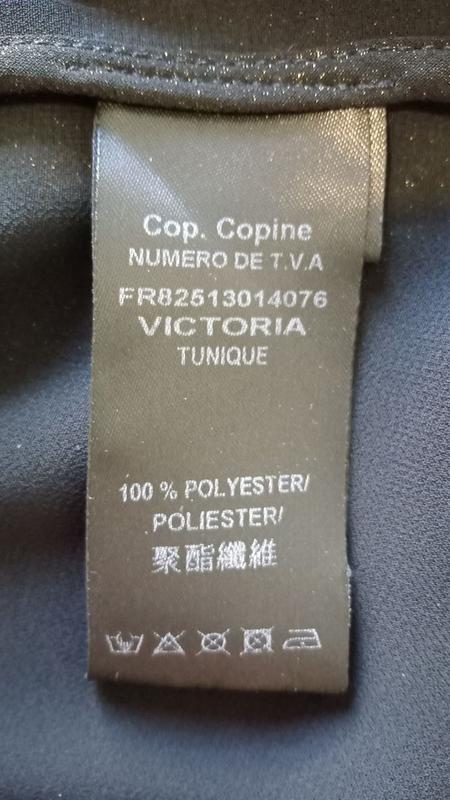 Cop. Copine
NUMERO DE T.V.A
FR82513014076
VICTORIA
TUNIQUE
100 % POLYESTER/
POLIESTER/
聚酯纖維